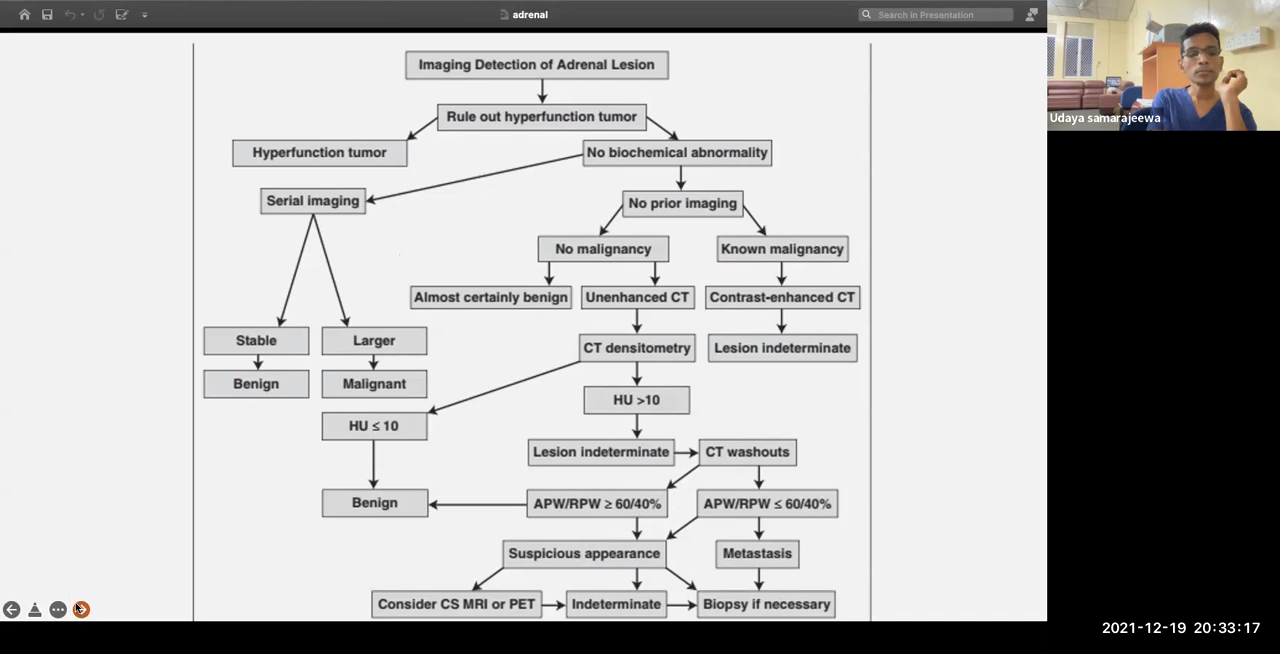 adrenal
Search in Presentation
Udaya samarajeewa
Imaging Detection of Adrenal Lesion
Rule out hyperfunction tumor
Hyperfunction tumor
No biochemical abnormality
Serial imaging
No prior imaging
No malignancy
Known malignancy
Almost certainly benign
Unenhanced CT
Contrast-enhanced CT
Stable
Larger
CT densitometry
Lesion indeterminate
Benign
Malignant
HU >10
HU ≤ 10
Lesion indeterminate
CT washouts
Benign
APW/RPW ≥ 60/40%
APW/RPW ≤ 60/40%
Suspicious appearance
Metastasis
Consider CS MRI or PET
Indeterminate
Biopsy if necessary
2021-12-19 20:33:17